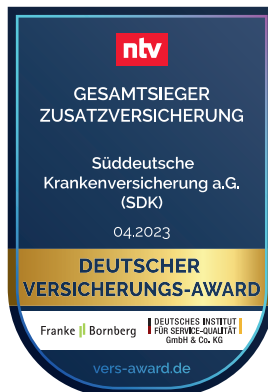 ntv
GESAMTSIEGER
ZUSATZVERSICHERUNG
Süddeutsche
Krankenversicherung a.G.
(SDK)
04.2023
DEUTSCHER
VERSICHERUNGS-AWARD
Franke || Bornberg
DEUTSCHES INSTITUT
FÜR SERVICE-QUALITÄT
GmbH & Co. KG
vers-award.de